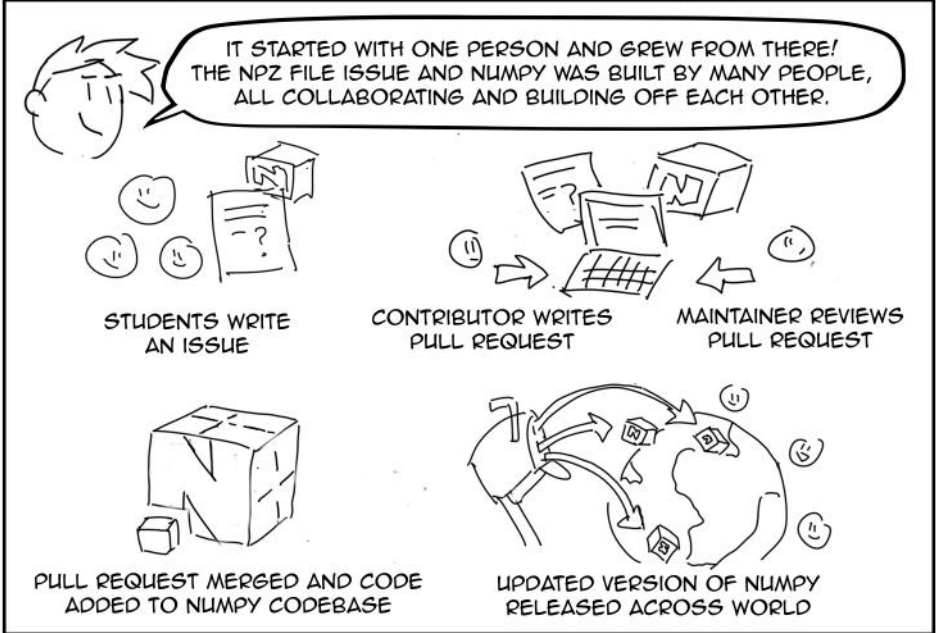 IT STARTED WITH ONE PERSON AND GREW FROM THERE!
THE NPZ FILE ISSUE AND NUMPY WAS BUILT BY MANY PEOPLE,
ALL COLLABORATING AND BUILDING OFF EACH OTHER.
N
?
?
N
STUDENTS WRITE
AN ISSUE
CONTRIBUTOR WRITES
PULL REQUEST
MAINTAINER REVIEWS
PULL REQUEST
N
N
N
N
PULL REQUEST MERGED AND CODE
ADDED TO NUMPY CODEBASE
UPDATED VERSION OF NUMPY
RELEASED ACROSS WORLD